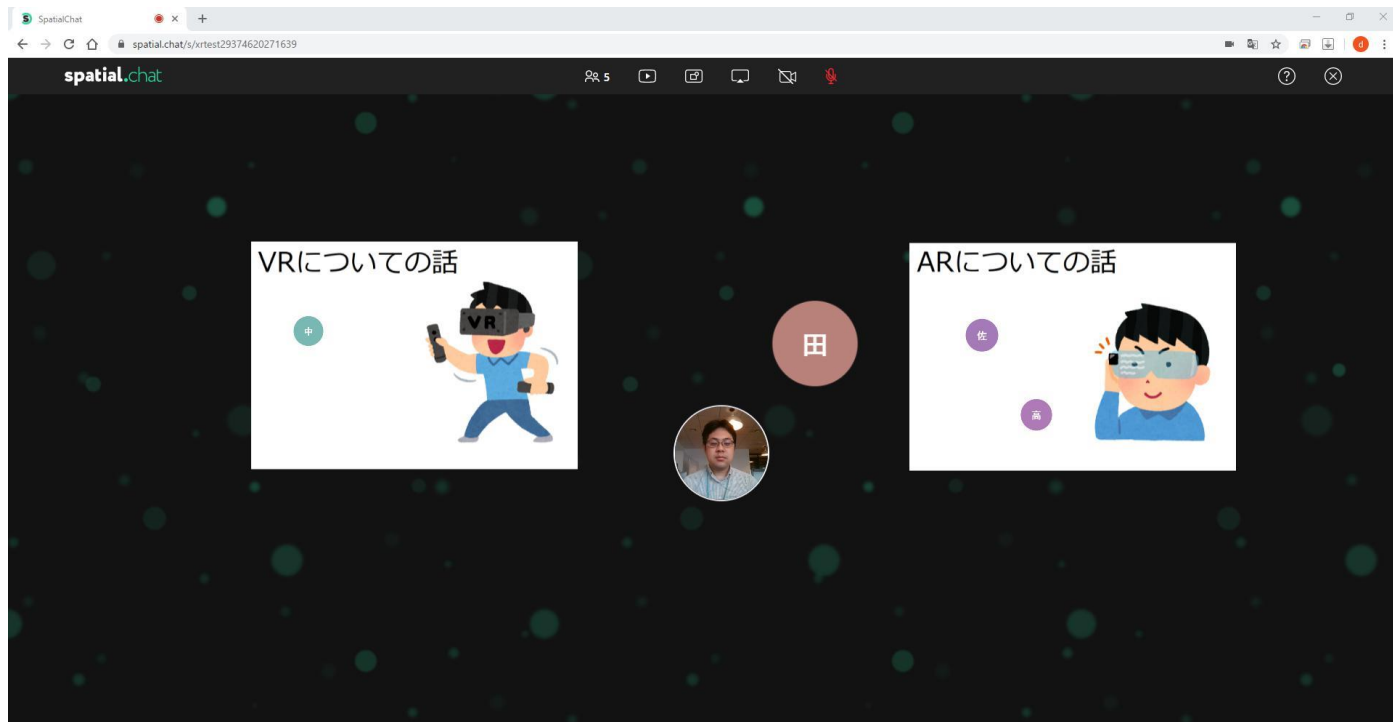 SpatialChat
spatial.chat/s/xrtest29374620271639
d
spatial.chat
5
VRについての話
中
VR
田
ARについての話
佐
高